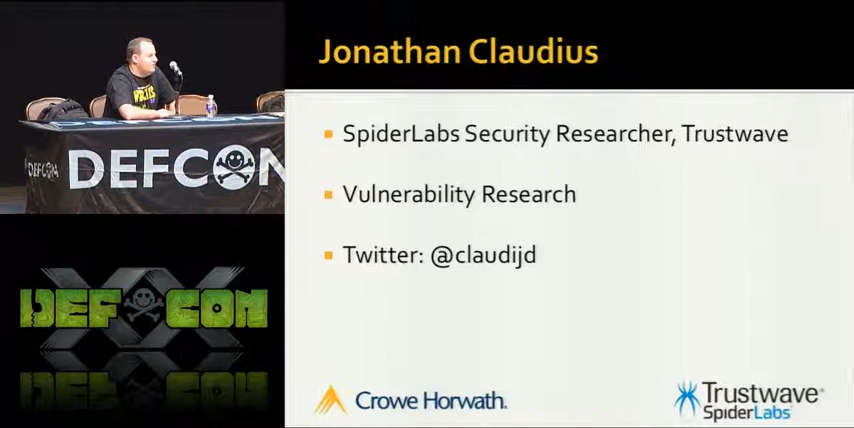 Jonathan Claudius
SpiderLabs Security Researcher, Trustwave
Vulnerability Research
Twitter: @claudijd
DEFCON
DEFCON
DEF CON
Crowe Horwath.
Trustwave®
SpiderLabs®